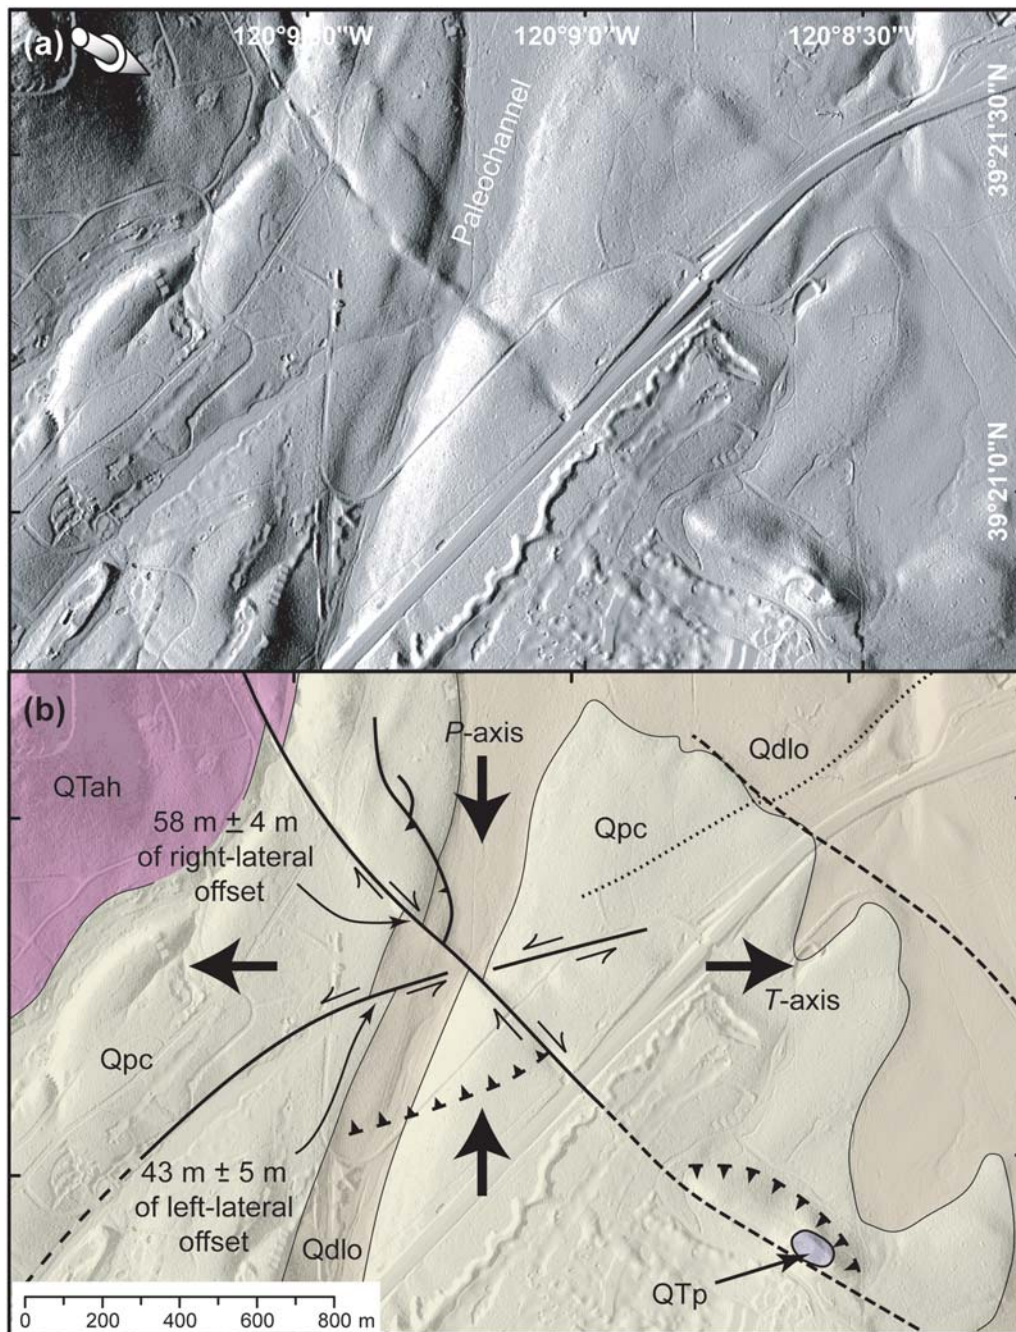 (a)
120°9'0"W
120°8'30"W
Paleochannel
39°21'30"N
39°21'0"N
(b)
P-axis
QTah
Qdlo
58 m ± 4 m
of right-lateral
offset
Qpc
T-axis
Qpc
43 m ± 5 m
of left-lateral
offset
Qdlo
QTp
0 200 400 600 800 m